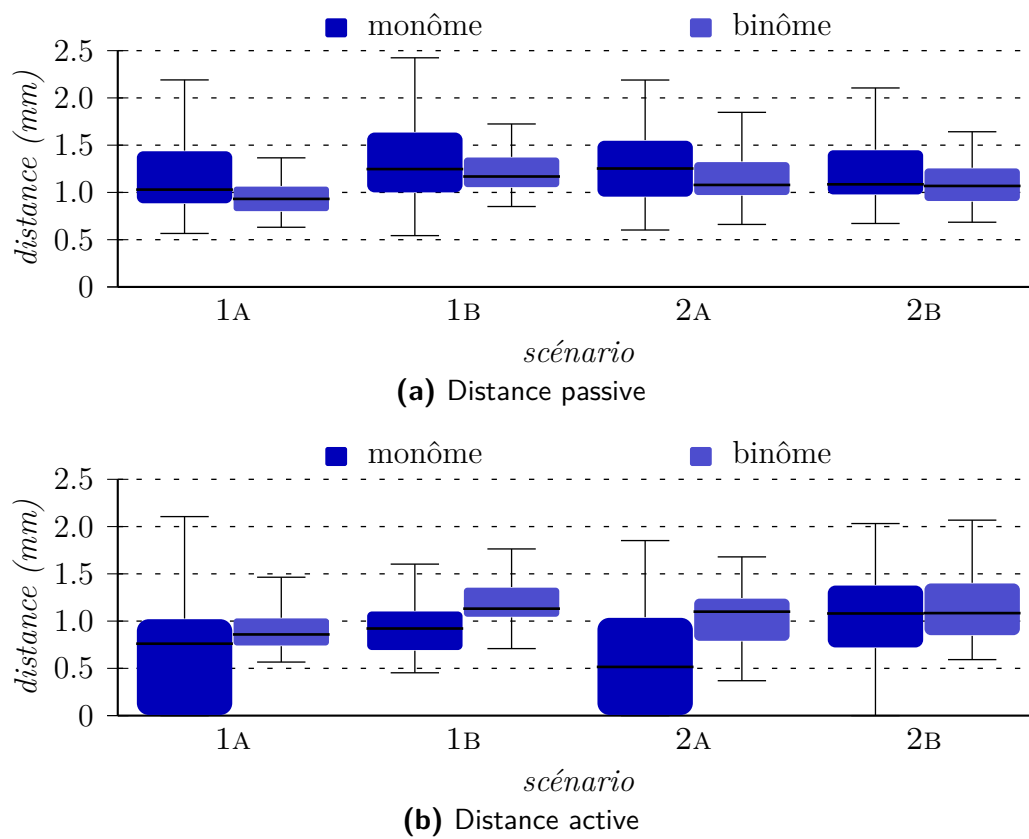 monôme binôme
2.5
2.0
1.5
1.0
0.5
0
distance (mm)
1A 1B 2A 2B
scénario
(a) Distance passive
monôme binôme
2.5
2.0
1.5
1.0
0.5
0
distance (mm)
1A 1B 2A 2B
scénario
(b) Distance active